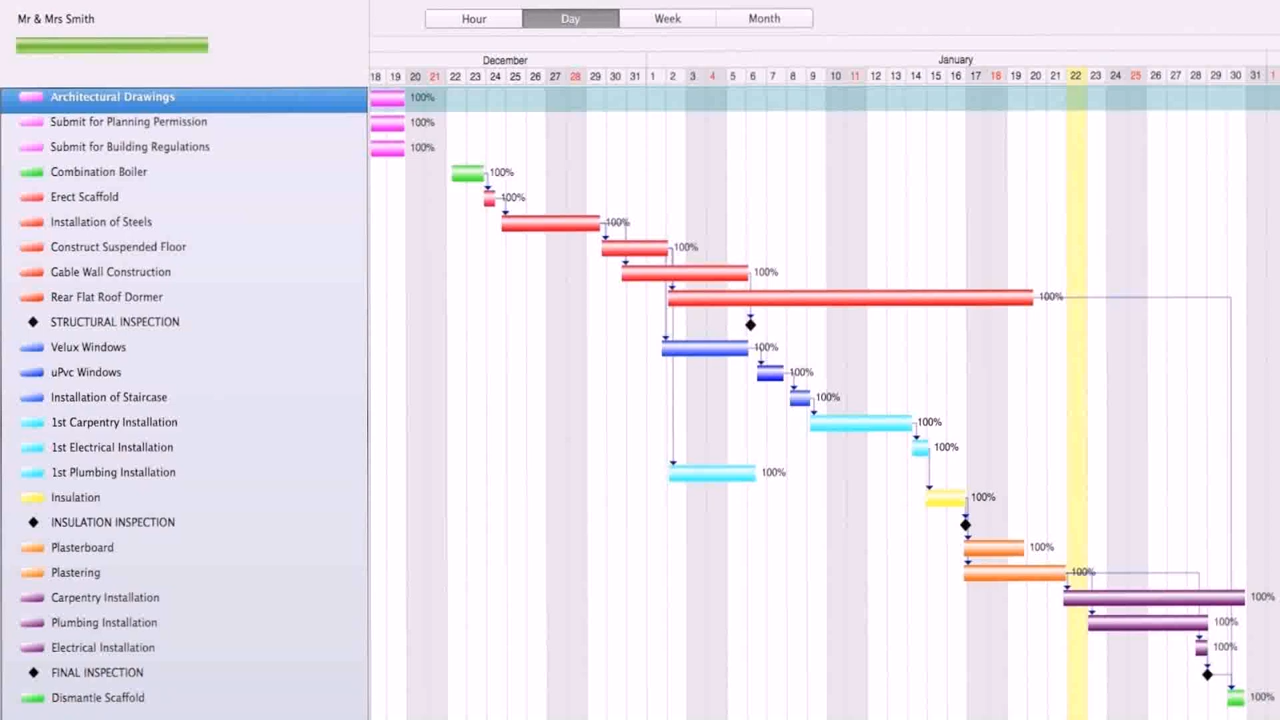 Mr & Mrs Smith
Hour Day Week Month
December January
18 19 20 21 22 23 24 25 26 27 28 29 30 31 1 2 3 4 5 6 7 8 9 10 11 12 13 14 15 16 17 18 19 20 21 22 23 24 25 26 27 28 29 30 31 1
Architectural Drawings 100%
Submit for Planning Permission 100%
Submit for Building Regulations 100%
Combination Boiler 100%
Erect Scaffold 100%
Installation of Steels 100%
Construct Suspended Floor 100%
Gable Wall Construction 100%
Rear Flat Roof Dormer 100%
STRUCTURAL INSPECTION
Velux Windows 100%
uPvc Windows 100%
Installation of Staircase 100%
1st Carpentry Installation 100%
1st Electrical Installation 100%
1st Plumbing Installation 100%
Insulation 100%
INSULATION INSPECTION
Plasterboard 100%
Plastering 100%
Carpentry Installation 100%
Plumbing Installation 100%
Electrical Installation 100%
FINAL INSPECTION
Dismantle Scaffold 100%